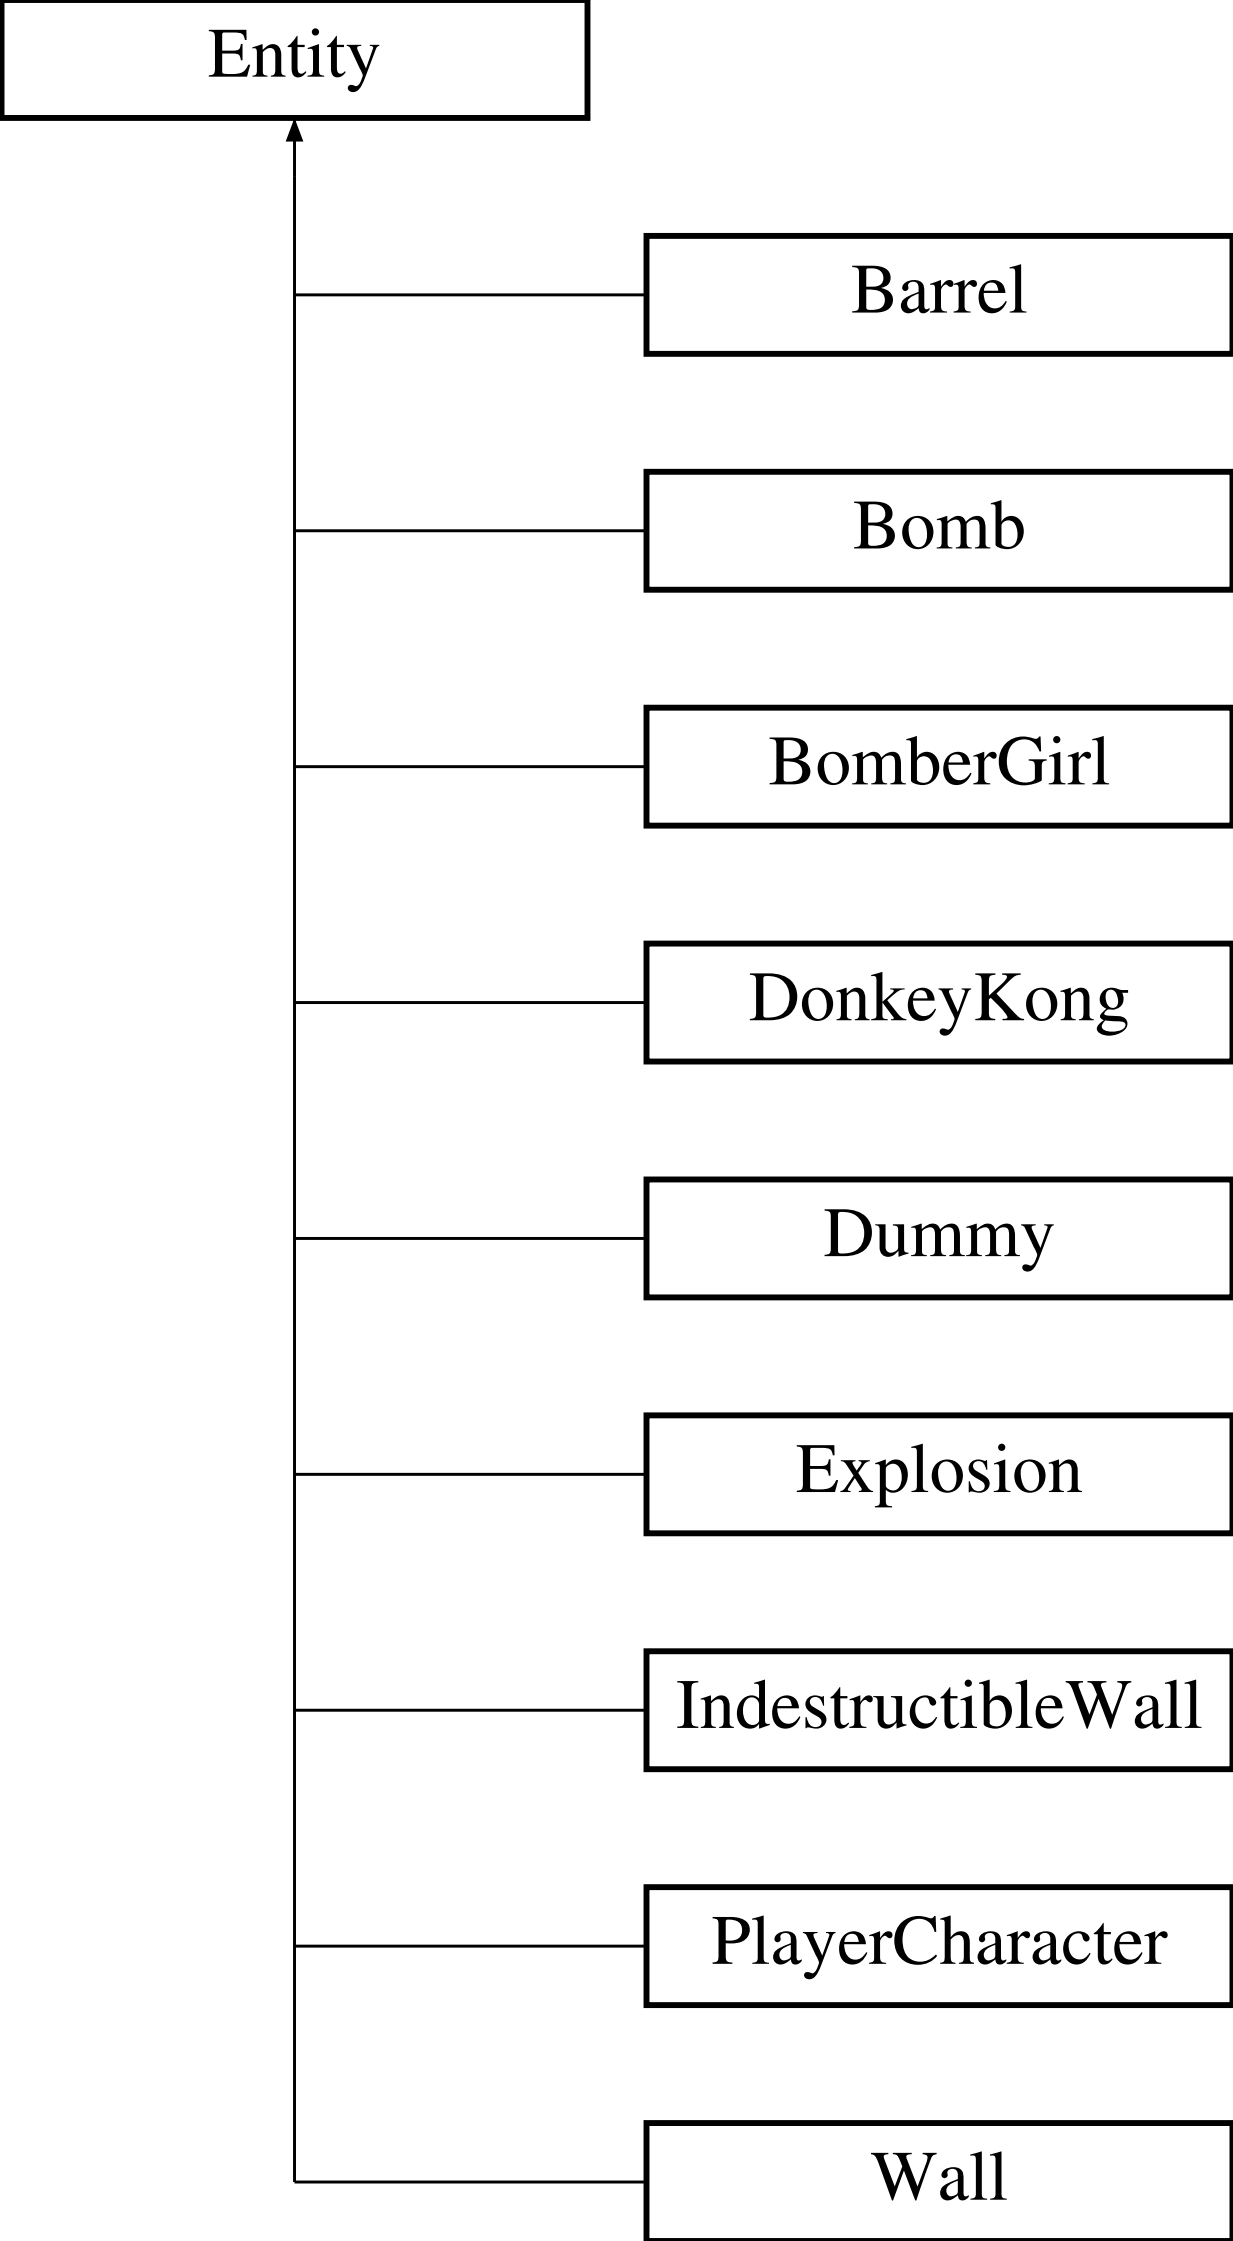 Entity
Barrel
Bomb
BomberGirl
DonkeyKong
Dummy
Explosion
IndestructibleWall
PlayerCharacter
Wall